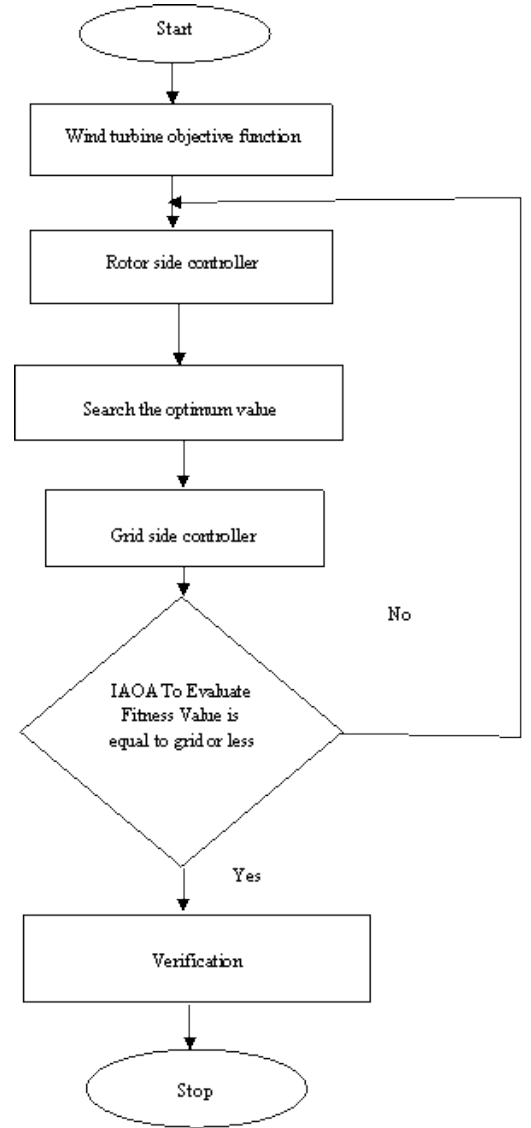 Start
Wind turbine objective function
Rotor side controller
Search the optimum value
Grid side controller
No
IAOA To Evaluate
Fitness Value is
equal to grid or less
Yes
Verification
Stop